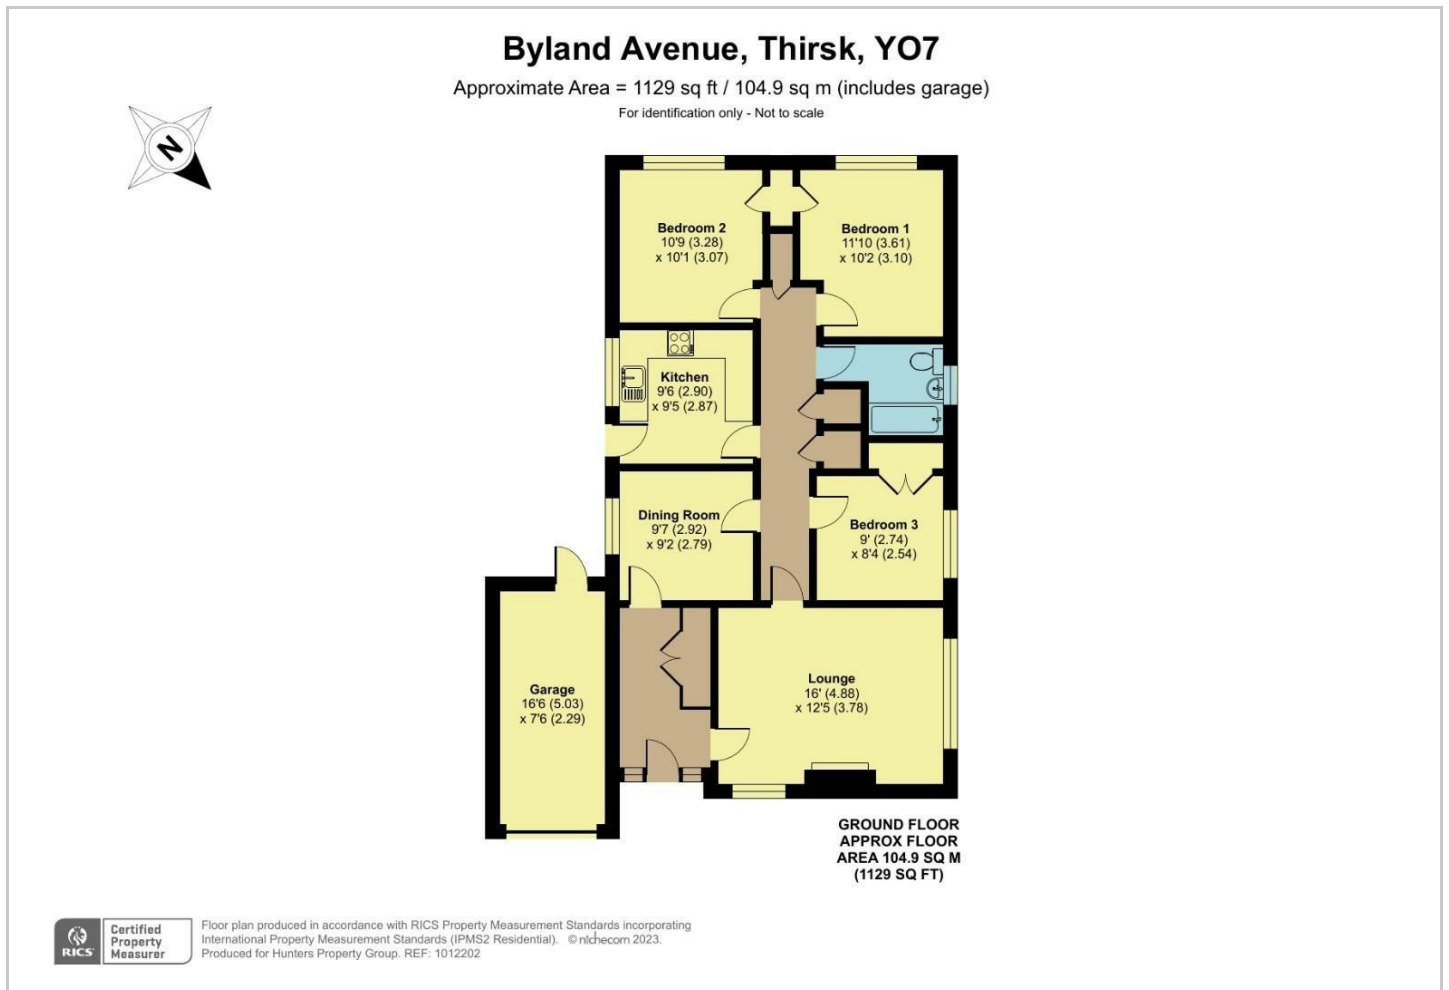 Byland Avenue, Thirsk, YO7
Approximate Area = 1129 sq ft / 104.9 sq m (includes garage)
For identification only - Not to scale
N
Bedroom 2
10'9 (3.28)
x 10'1 (3.07)
Bedroom 1
11'10 (3.61)
x 10'2 (3.10)
Kitchen
9'6 (2.90)
x 9'5 (2.87)
Dining Room
9'7 (2.92)
x 9'2 (2.79)
Bedroom 3
9' (2.74)
x 8'4 (2.54)
Garage
16'6 (5.03)
x 7'6 (2.29)
Lounge
16' (4.88)
x 12'5 (3.78)
GROUND FLOOR
APPROX FLOOR
AREA 104.9 SQ M
(1129 SQ FT)
RICS
Certified
Property
Measurer
Floor plan produced in accordance with RICS Property Measurement Standards incorporating
International Property Measurement Standards (IPMS2 Residential). © nichecom 2023.
Produced for Hunters Property Group. REF: 1012202